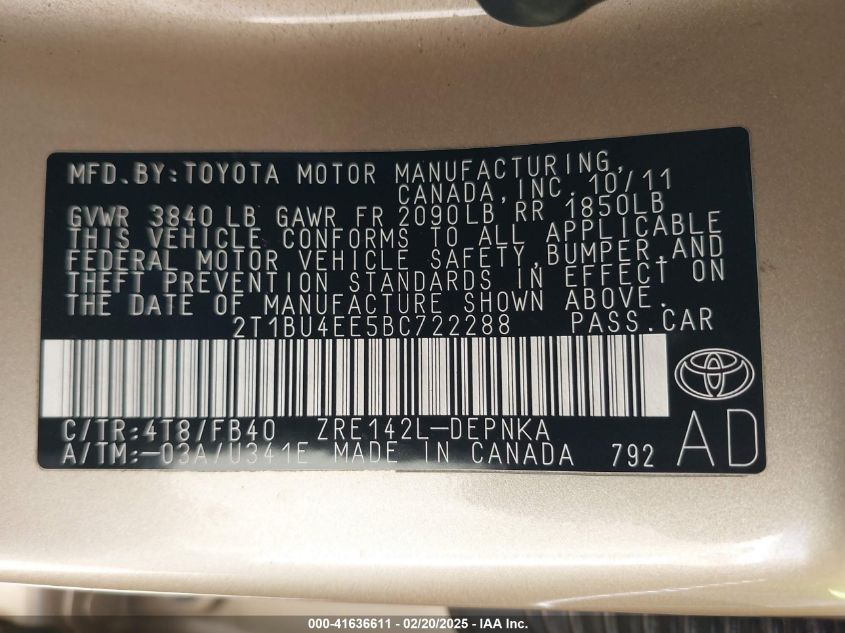 MFD.BY:TOYOTA MOTOR MANUFACTURING,
CANADA,INC. 10/11
GVWR 3840 LB GAWR FR 2090LB RR 1850LB
THIS VEHICLE CONFORMS TO ALL APPLICABLE
FEDERAL MOTOR VEHICLE SAFETY,BUMPER,AND
THEFT PREVENTION STANDARDS IN EFFECT ON
THE DATE OF MANUFACTURE SHOWN ABOVE.
2T1BU4EE5BC722288 PASS.CAR
C/TR:4T8/FB40 ZRE142L-DEPNKA
A/TM:-03A/U341E MADE IN CANADA 792 AD
000-41636611 | 02/20/2025 - IAA Inc.